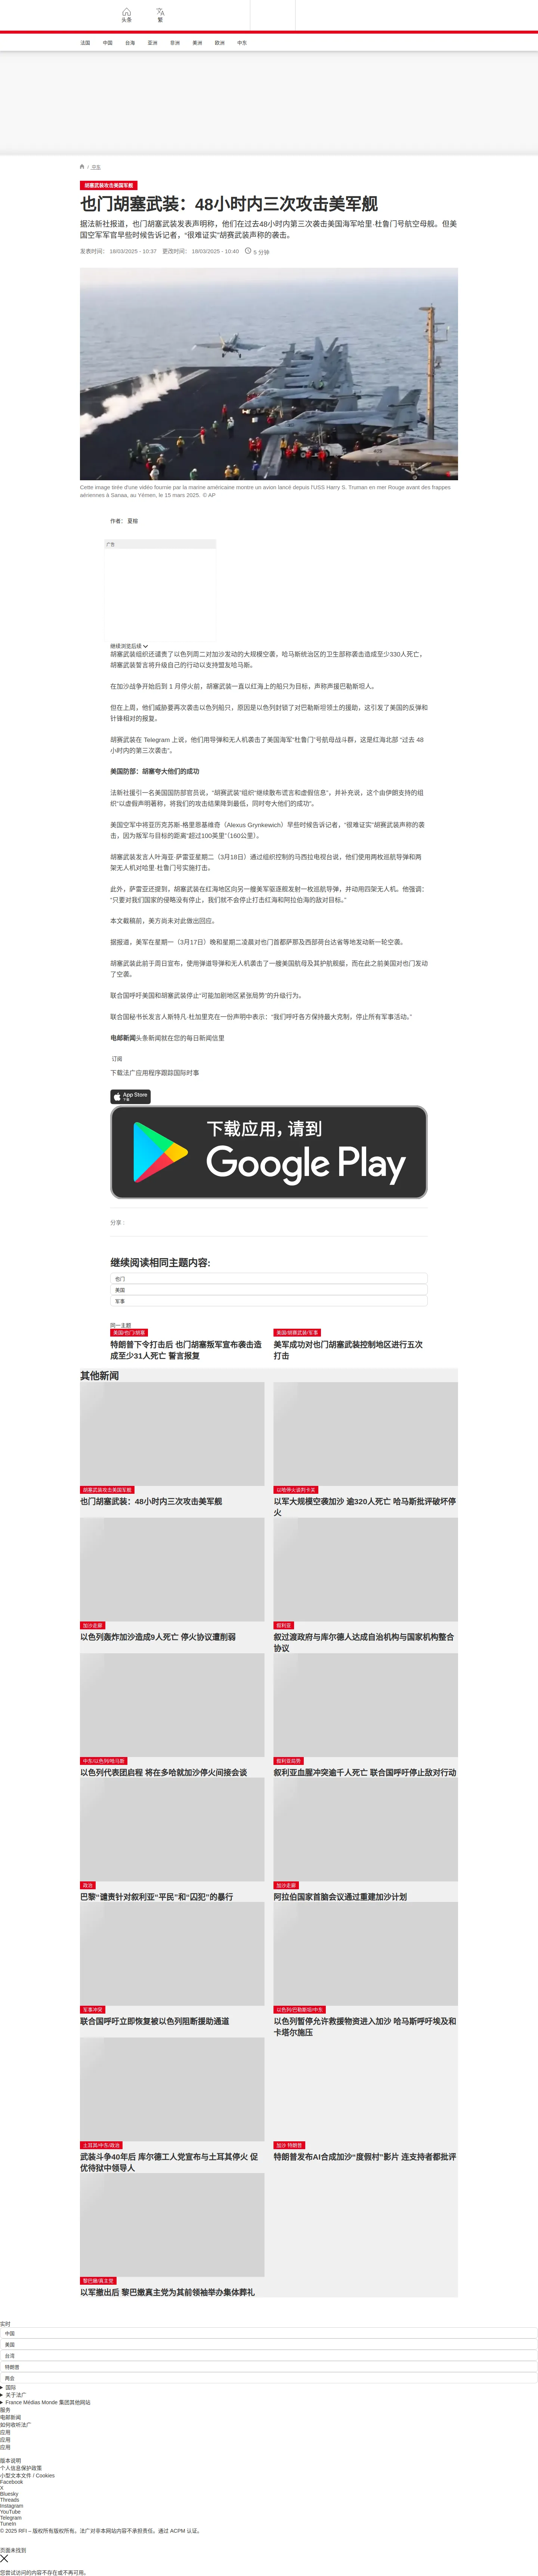 头条
繁
法国
中国
台海
亚洲
非洲
美洲
欧洲
中东
/ 中东
胡塞武装攻击美国军舰
也门胡塞武装：48小时内三次攻击美军舰
据法新社报道，也门胡塞武装发表声明称，他们在过去48小时内第三次袭击美国海军哈里·杜鲁门号航空母舰。但美
国空军军官早些时候告诉记者，“很难证实”胡赛武装声称的袭击。
发表时间： 18/03/2025 - 10:37 更改时间： 18/03/2025 - 10:40 5 分钟
Cette image tirée d'une vidéo fournie par la marine américaine montre un avion lancé depuis l'USS Harry S. Truman en mer Rouge avant des frappes
aériennes à Sanaa, au Yémen, le 15 mars 2025. © AP
作者： 夏榕
广告
继续浏览后续
胡塞武装组织还谴责了以色列周二对加沙发动的大规模空袭，哈马斯统治区的卫生部称袭击造成至少330人死亡，
胡塞武装誓言将升级自己的行动以支持盟友哈马斯。
在加沙战争开始后到 1 月停火前，胡塞武装一直以红海上的船只为目标，声称声援巴勒斯坦人。
但在上周，他们威胁要再次袭击以色列船只，原因是以色列封锁了对巴勒斯坦领土的援助，这引发了美国的反弹和
针锋相对的报复。
胡赛武装在 Telegram 上说，他们用导弹和无人机袭击了美国海军“杜鲁门”号航母战斗群，这是红海北部 “过去 48
小时内的第三次袭击”。
美国防部：胡塞夸大他们的成功
法新社援引一名美国国防部官员说，“胡赛武装”组织“继续散布谎言和虚假信息”，并补充说，这个由伊朗支持的组
织“以虚假声明著称，将我们的攻击结果降到最低，同时夸大他们的成功”。
美国空军中将亚历克苏斯-格里恩基维奇（Alexus Grynkewich）早些时候告诉记者，“很难证实”胡赛武装声称的袭
击，因为叛军与目标的距离“超过100英里”（160公里）。
胡塞武装发言人叶海亚·萨雷亚星期二（3月18日）通过组织控制的马西拉电视台说，他们使用两枚巡航导弹和两
架无人机对哈里·杜鲁门号实施打击。
此外，萨雷亚还提到，胡塞武装在红海地区向另一艘美军驱逐舰发射一枚巡航导弹，并动用四架无人机。他强调：
“只要对我们国家的侵略没有停止，我们就不会停止打击红海和阿拉伯海的敌对目标。”
本文截稿前，美方尚未对此做出回应。
据报道，美军在星期一（3月17日）晚和星期二凌晨对也门首都萨那及西部荷台达省等地发动新一轮空袭。
胡塞武装此前于周日宣布，使用弹道导弹和无人机袭击了一艘美国航母及其护航舰艇，而在此之前美国对也门发动
了空袭。
联合国呼吁美国和胡塞武装停止“可能加剧地区紧张局势”的升级行为。
联合国秘书长发言人斯特凡·杜加里克在一份声明中表示：“我们呼吁各方保持最大克制，停止所有军事活动。”
电邮新闻头条新闻就在您的每日新闻信里
订阅
下载法广应用程序跟踪国际时事
App Store
下载
下载应用，请到
Google Play
分享 :
继续阅读相同主题内容:
也门
美国
军事
同一主题
美国/也门/胡塞
特朗普下令打击后 也门胡塞叛军宣布袭击造
成至少31人死亡 誓言报复
美国/胡赛武装/军事
美军成功对也门胡塞武装控制地区进行五次
打击
其他新闻
胡塞武装攻击美国军舰
也门胡塞武装：48小时内三次攻击美军舰
以哈停火谈判卡关
以军大规模空袭加沙 逾320人死亡 哈马斯批评破坏停
火
加沙走廊
以色列轰炸加沙造成9人死亡 停火协议遭削弱
叙利亚
叙过渡政府与库尔德人达成自治机构与国家机构整合
协议
中东/以色列/哈马斯
以色列代表团启程 将在多哈就加沙停火间接会谈
叙利亚局势
叙利亚血腥冲突逾千人死亡 联合国呼吁停止敌对行动
政治
巴黎“谴责针对叙利亚“平民”和“囚犯”的暴行
加沙走廊
阿拉伯国家首脑会议通过重建加沙计划
军事冲突
联合国呼吁立即恢复被以色列阻断援助通道
以色列/巴勒斯坦/中东
以色列暂停允许救援物资进入加沙 哈马斯呼吁埃及和
卡塔尔施压
土耳其/中东/政治
武装斗争40年后 库尔德工人党宣布与土耳其停火 促
优待狱中领导人
加沙 特朗普
特朗普发布AI合成加沙“度假村”影片 连支持者都批评
黎巴嫩/真主党
以军撤出后 黎巴嫩真主党为其前领袖举办集体葬礼
实时
中国
美国
台湾
特朗普
两会
国际
关于法广
France Médias Monde 集团其他网站
服务
电邮新闻
如何收听法广
应用
应用
应用
版本说明
个人信息保护政策
小型文本文件 / Cookies
Facebook
X
Bluesky
Threads
Instagram
YouTube
Telegram
TuneIn
© 2025 RFI – 版权所有版权所有。法广对非本网站内容不承担责任。通过 ACPM 认证。
页面未找到
您尝试访问的内容不存在或不再可用。